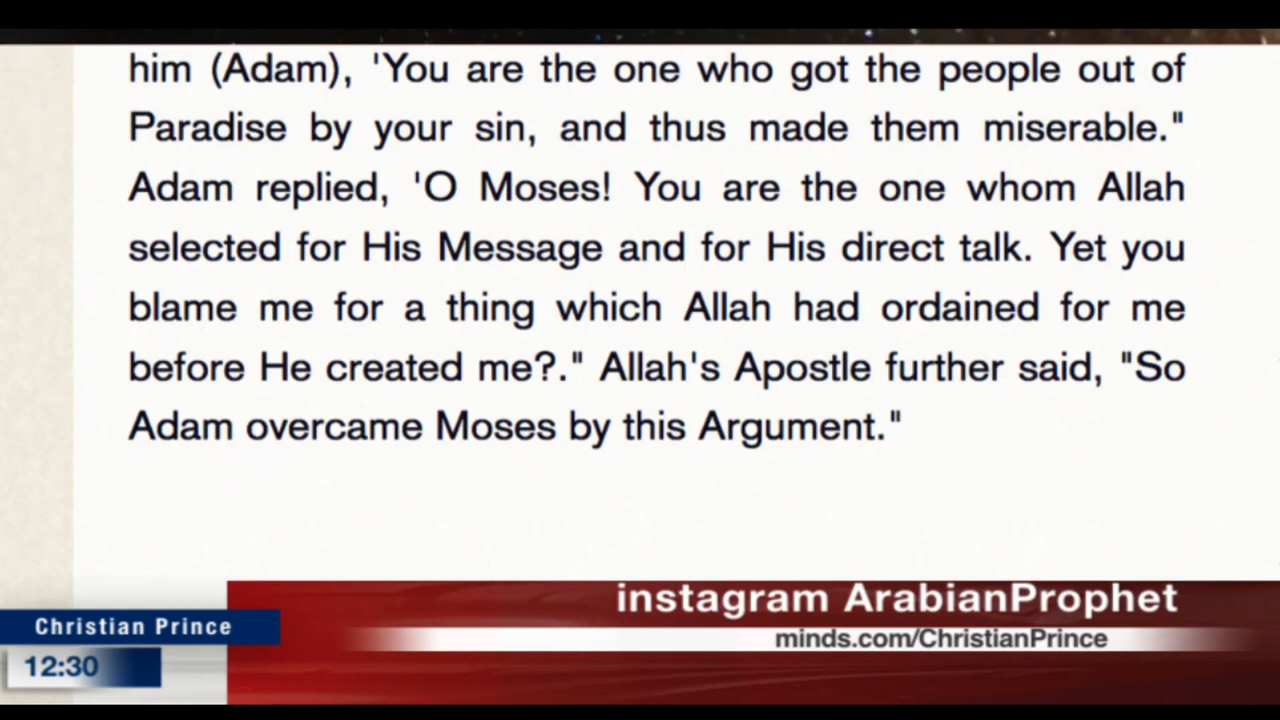 him (Adam), 'You are the one who got the people out of
Paradise by your sin, and thus made them miserable."
Adam replied, 'O Moses! You are the one whom Allah
selected for His Message and for His direct talk. Yet you
blame me for a thing which Allah had ordained for me
before He created me?." Allah's Apostle further said, "So
Adam overcame Moses by this Argument."
instagram ArabianProphet
Christian Prince
minds.com/ChristianPrince
12:30